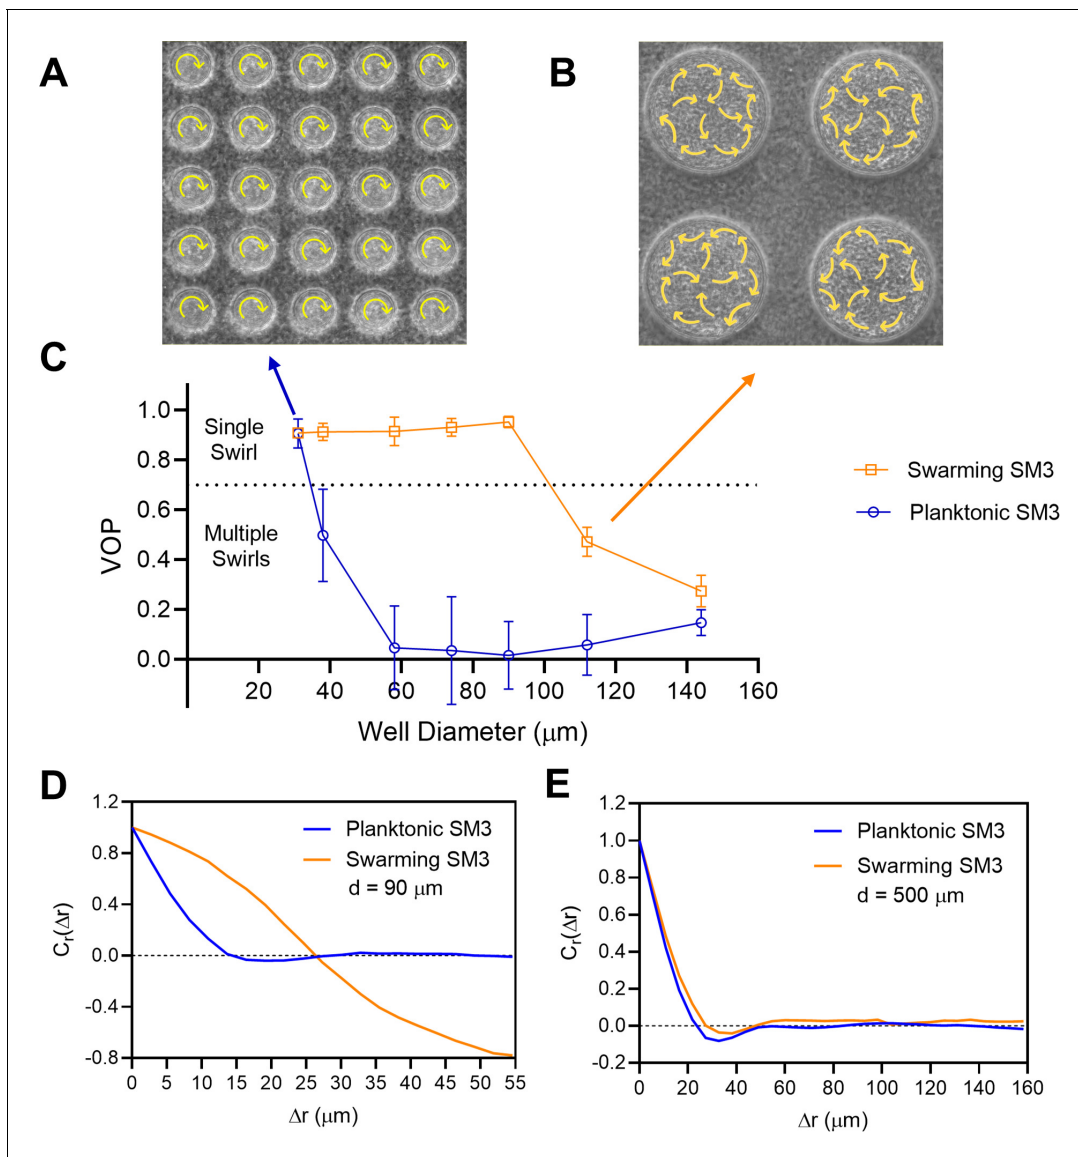 A
B
C
1.0
0.8
0.6
0.4
0.2
0.0
VOP
Single
Swirl
Multiple
Swirls
20
40
60
80
100
120
140
160
Well Diameter (μm)
Swarming SM3
Planktonic SM3
D
1.2
0.8
0.4
0.0
-0.4
-0.8
Cr(Δr)
Planktonic SM3
Swarming SM3
d = 90 μm
0
5
10
15
20
25
30
35
40
45
50
55
Δr (μm)
E
1.2
1.0
0.8
0.6
0.4
0.2
0.0
-0.2
Cr(Δr)
Planktonic SM3
Swarming SM3
d = 500 μm
0
20
40
60
80
100
120
140
160
Δr (μm)